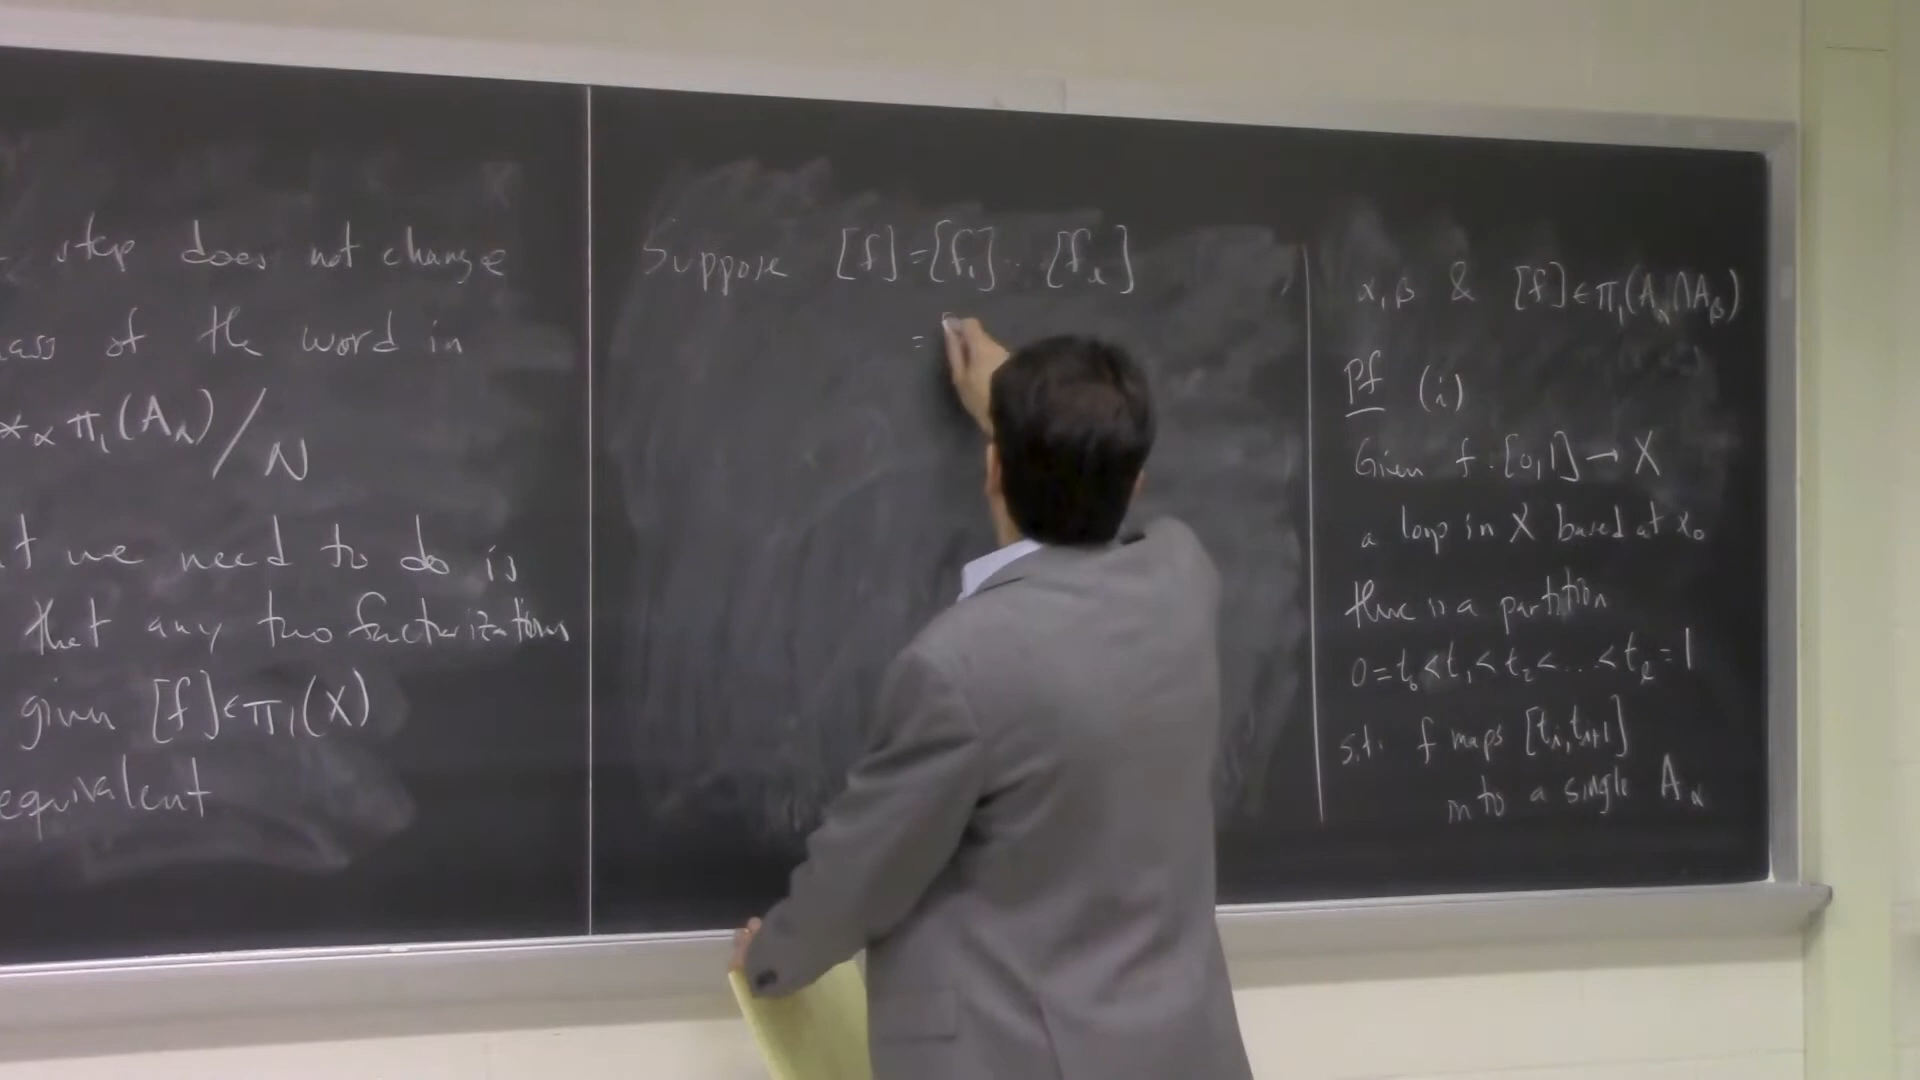 step does not change
of the word in
*α π₁(Aα)/N
we need to do is
that any two factorizations
given [f]∈π₁(X)
equivalent
Suppose [f]=[f₁]...[fₗ]
=
α,β & [f]∈π₁(Aα∩Aβ)
Pf (i)
Given f:[0,1]→X
a loop in X based at x₀
there is a partition
0=t₀<t₁<t₂<...<tₗ=1
s.t. f maps [tᵢ,tᵢ₊₁]
into a single Aα